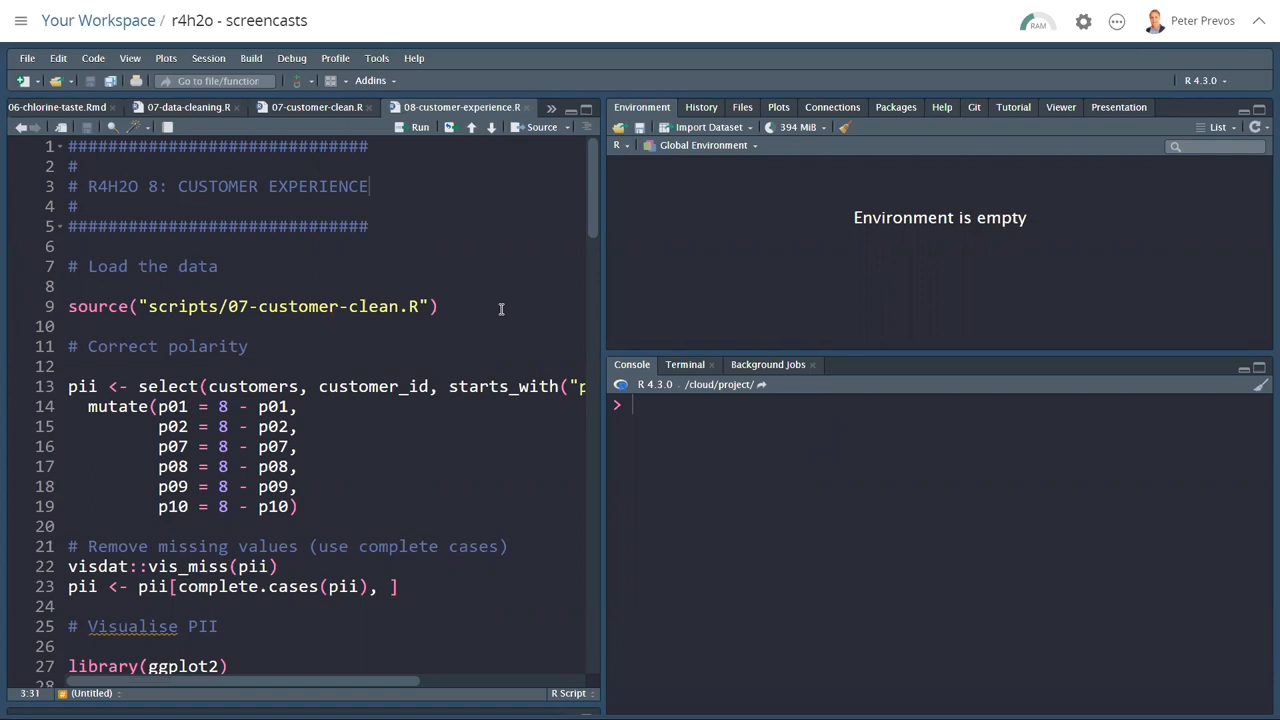 Your Workspace / r4h2o - screencasts
RAM
Peter Prevos
File Edit Code View Plots Session Build Debug Profile Tools Help
Go to file/function
Addins
R 4.3.0
06-chlorine-taste.Rmd 07-data-cleaning.R 07-customer-clean.R 08-customer-experience.R
Run Source
1 ##############################
2 #
3 # R4H2O 8: CUSTOMER EXPERIENCE
4 #
5 ##############################
6
7 # Load the data
8
9 source("scripts/07-customer-clean.R")
10
11 # Correct polarity
12
13 pii <- select(customers, customer_id, starts_with("p
14 mutate(p01 = 8 - p01,
15 p02 = 8 - p02,
16 p07 = 8 - p07,
17 p08 = 8 - p08,
18 p09 = 8 - p09,
19 p10 = 8 - p10)
20
21 # Remove missing values (use complete cases)
22 visdat::vis_miss(pii)
23 pii <- pii[complete.cases(pii), ]
24
25 # Visualise PII
26
27 library(ggplot2)
28
3:31 (Untitled) R Script
Environment History Files Plots Connections Packages Help Git Tutorial Viewer Presentation
Import Dataset 394 MiB List
R Global Environment
Environment is empty
Console Terminal Background Jobs
R 4.3.0 . /cloud/project/
>